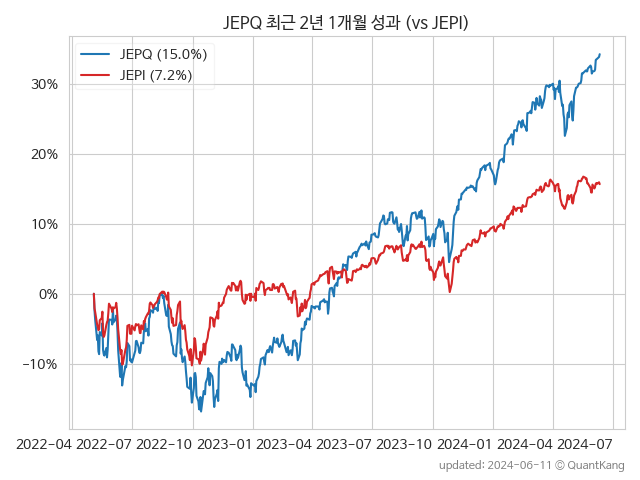 JEPQ 최근 2년 1개월 성과 (vs JEPI)
JEPQ (15.0%)
JEPI (7.2%)
30%
20%
10%
0%
−10%
2022-04 2022-07 2022-10 2023-01 2023-04 2023-07 2023-10 2024-01 2024-04 2024-07
updated: 2024-06-11 © QuantKang